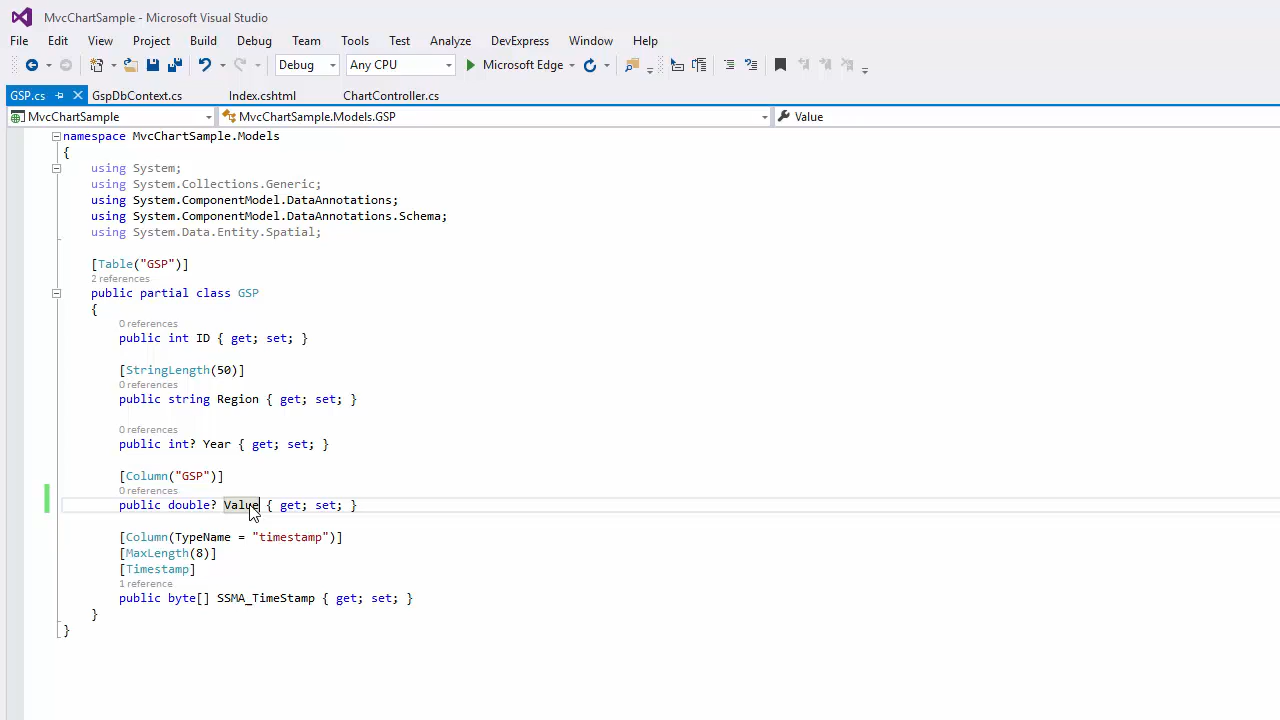 MvcChartSample - Microsoft Visual Studio
File Edit View Project Build Debug Team Tools Test Analyze DevExpress Window Help
Debug Any CPU Microsoft Edge
GSP.cs GspDbContext.cs Index.cshtml ChartController.cs
MvcChartSample MvcChartSample.Models.GSP Value
namespace MvcChartSample.Models
{
using System;
using System.Collections.Generic;
using System.ComponentModel.DataAnnotations;
using System.ComponentModel.DataAnnotations.Schema;
using System.Data.Entity.Spatial;
[Table("GSP")]
2 references
public partial class GSP
{
0 references
public int ID { get; set; }
[StringLength(50)]
0 references
public string Region { get; set; }
0 references
public int? Year { get; set; }
[Column("GSP")]
0 references
public double? Value { get; set; }
[Column(TypeName = "timestamp")]
[MaxLength(8)]
[Timestamp]
1 reference
public byte[] SSMA_TimeStamp { get; set; }
}
}